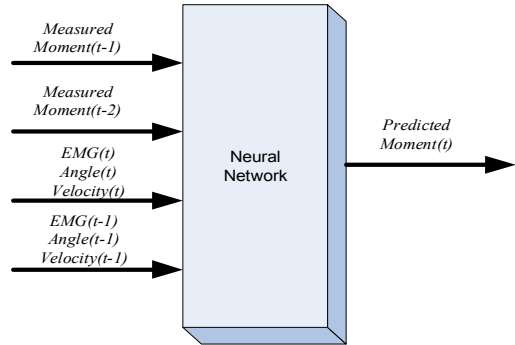 Measured
Moment(t-1)
Measured
Moment(t-2)
EMG(t)
Angle(t)
Velocity(t)
EMG(t-1)
Angle(t-1)
Velocity(t-1)
Neural
Network
Predicted
Moment(t)